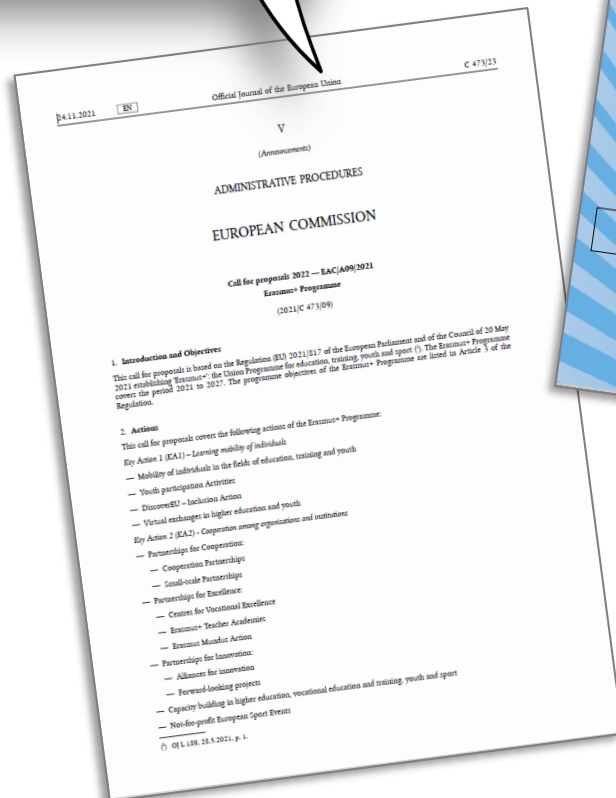 24.11.2021 EN Official Journal of the European Union C 473/23
V
(Announcements)
ADMINISTRATIVE PROCEDURES
EUROPEAN COMMISSION
Call for proposals 2022 — EAC/A09/2021
Erasmus+ Programme
(2021/C 473/09)
1. Introduction and Objectives
This call for proposals is based on the Regulation (EU) 2021/817 of the European Parliament and of the Council of 20 May
2021 establishing 'Erasmus+': the Union Programme for education, training, youth and sport (¹). The Erasmus+ Programme
covers the period 2021 to 2027. The programme objectives of the Erasmus+ Programme are listed in Article 3 of the
Regulation.
2. Actions
This call for proposals covers the following actions of the Erasmus+ Programme:
Key Action 1 (KA1) – Learning mobility of individuals
— Mobility of individuals in the fields of education, training and youth
— Youth participation Activities
— DiscoverEU – Inclusion Action
— Virtual exchanges in higher education and youth
Key Action 2 (KA2) – Cooperation among organisations and institutions
— Partnerships for Cooperation:
— Cooperation Partnerships
— Small-scale Partnerships
— Partnerships for Excellence:
— Centres for Vocational Excellence
— Erasmus+ Teacher Academies
— Erasmus Mundus Action
— Partnerships for Innovation:
— Alliances for innovation
— Forward-looking projects
— Capacity building in higher education, vocational education and training, youth and sport
— Not-for-profit European Sport Events
(¹) OJ L 189, 28.5.2021, p. 1.